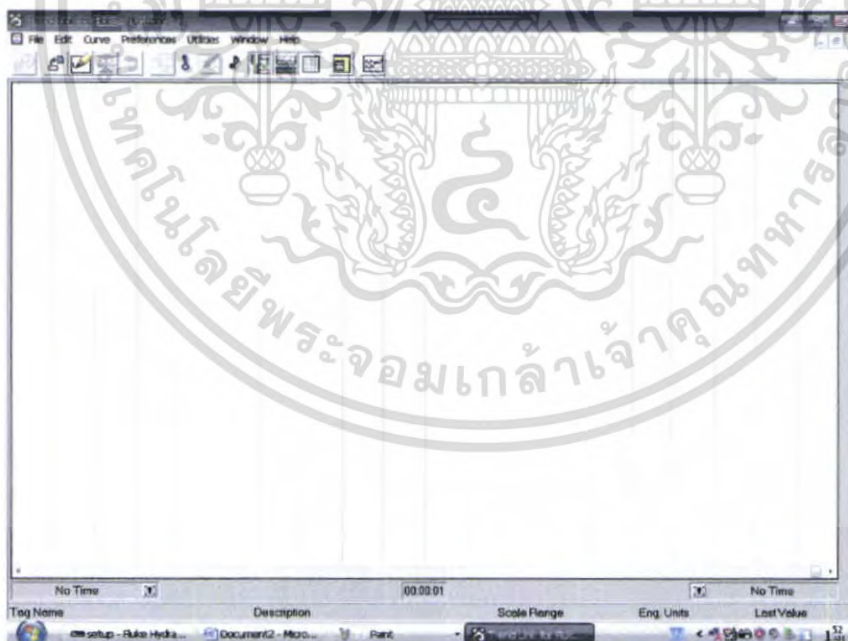 File Edit Curve Preferences Utilities Window Help
No Time 00:00:01 No Time
Tag Name Description Scale Range Eng. Units Last Value
setup - Fluke Hydra... Document2 - Micro... Paint
เทคโนโลยีพระจอมเกล้าเจ้าคุณทหารลา